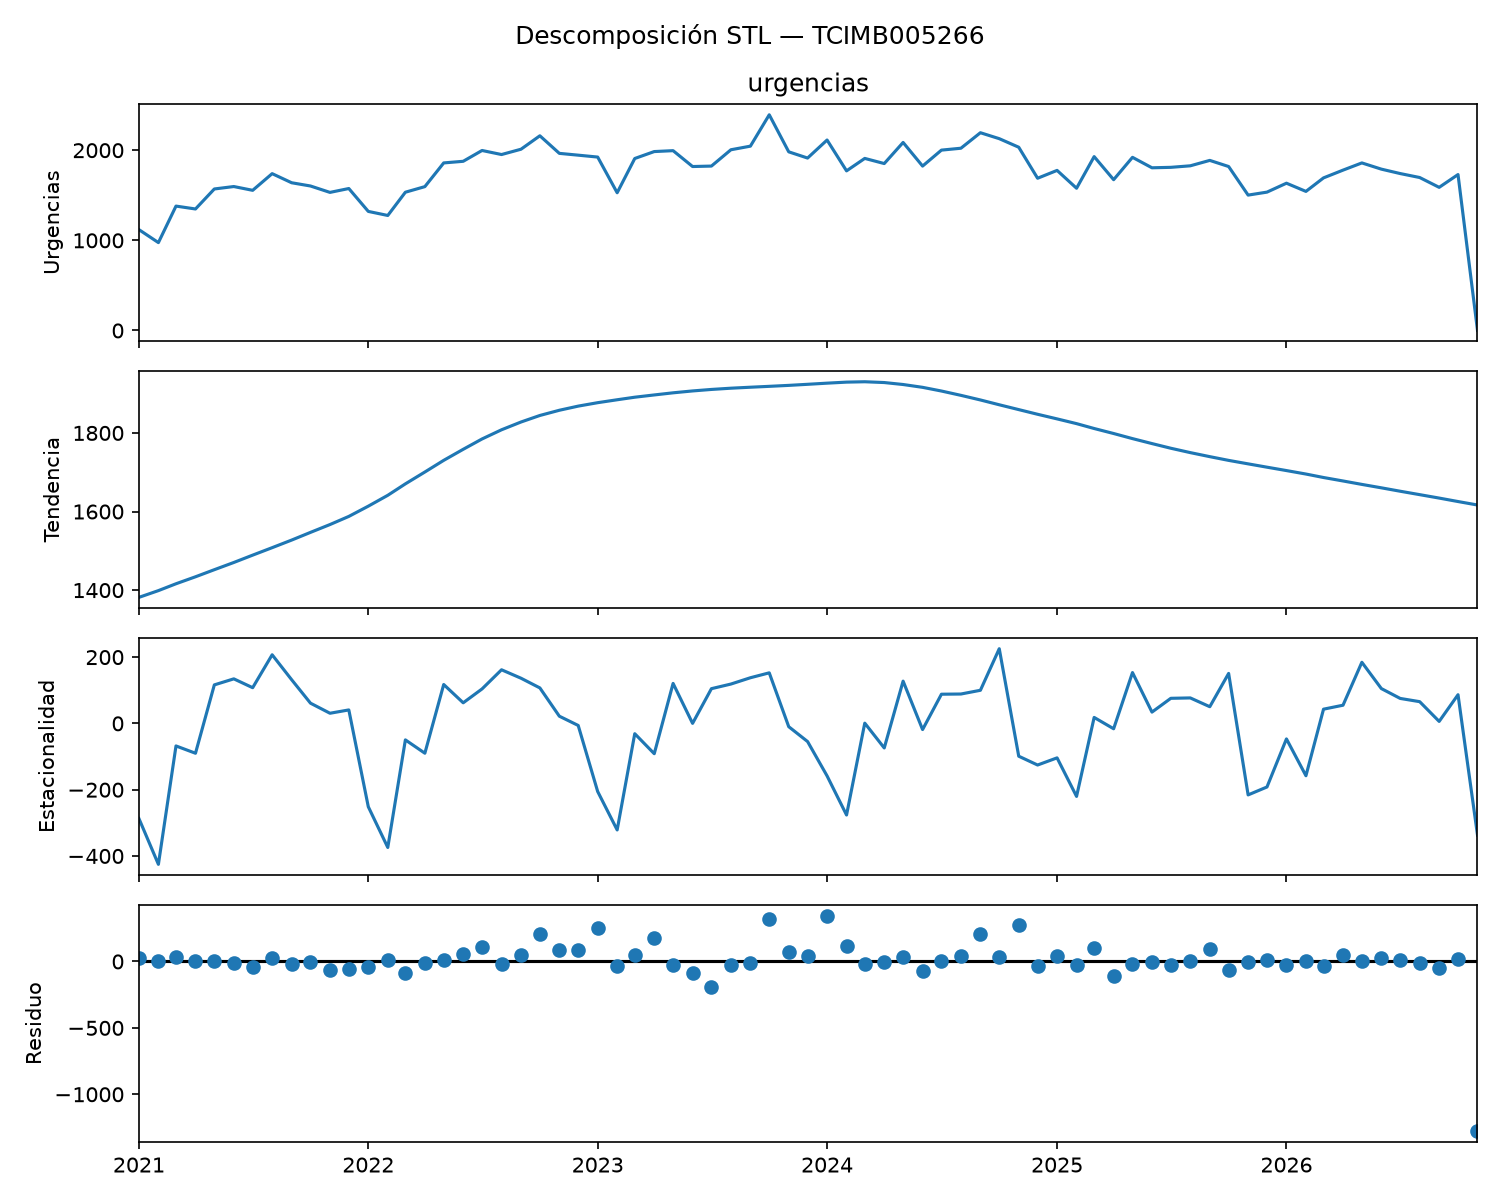 Descomposición STL — TCIMB005266
urgencias
Urgencias
2000
1000
0
Tendencia
1800
1600
1400
Estacionalidad
200
0
−200
−400
Residuo
0
−500
−1000
2021 2022 2023 2024 2025 2026